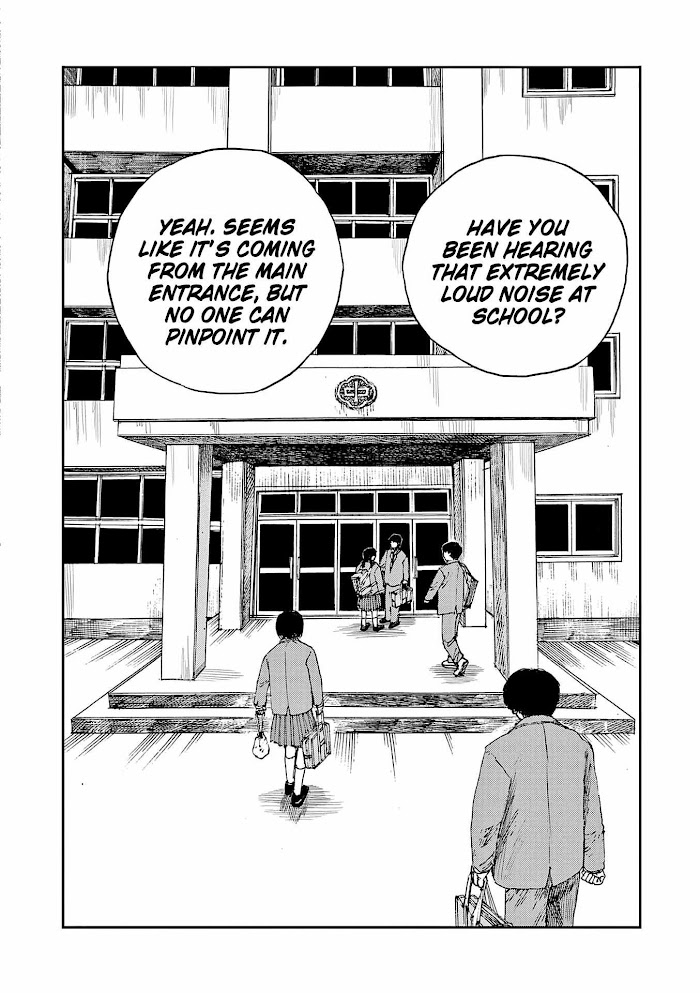 HAVE YOU
BEEN HEARING
THAT EXTREMELY
LOUD NOISE AT
SCHOOL?
YEAH. SEEMS
LIKE IT'S COMING
FROM THE MAIN
ENTRANCE, BUT
NO ONE CAN
PINPOINT IT.